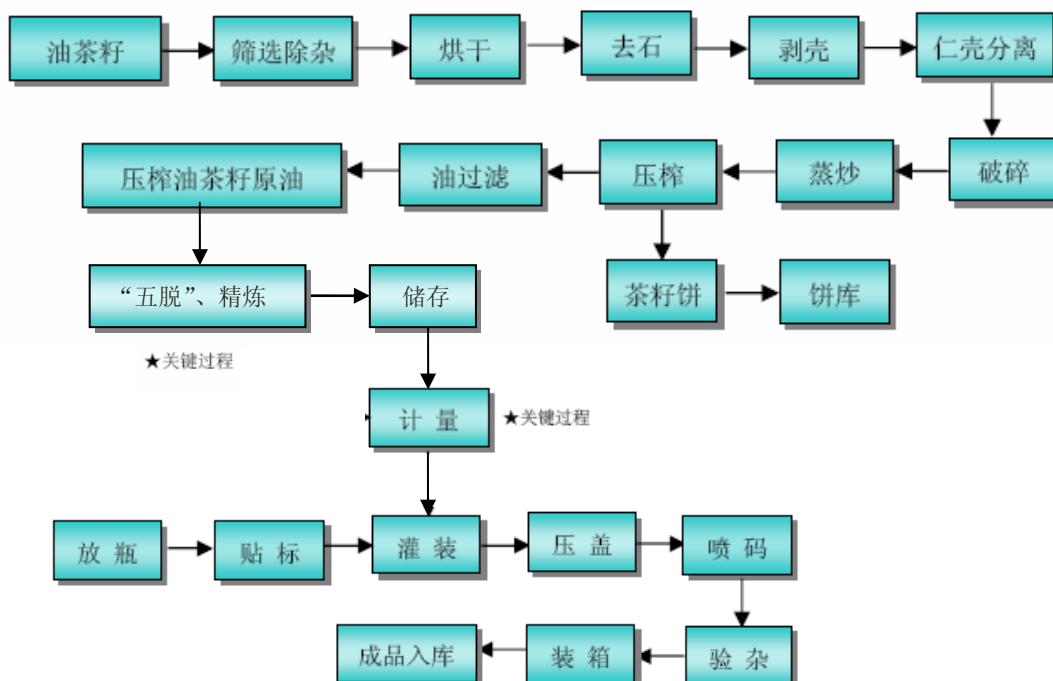 油茶籽
筛选除杂
烘干
去石
剥壳
仁壳分离
破碎
蒸炒
压榨
油过滤
压榨油茶籽原油
茶籽饼
饼库
“五脱”、精炼
储存
★关键过程
计 量
★关键过程
放 瓶
贴 标
灌 装
压 盖
喷 码
验 杂
装 箱
成品入库